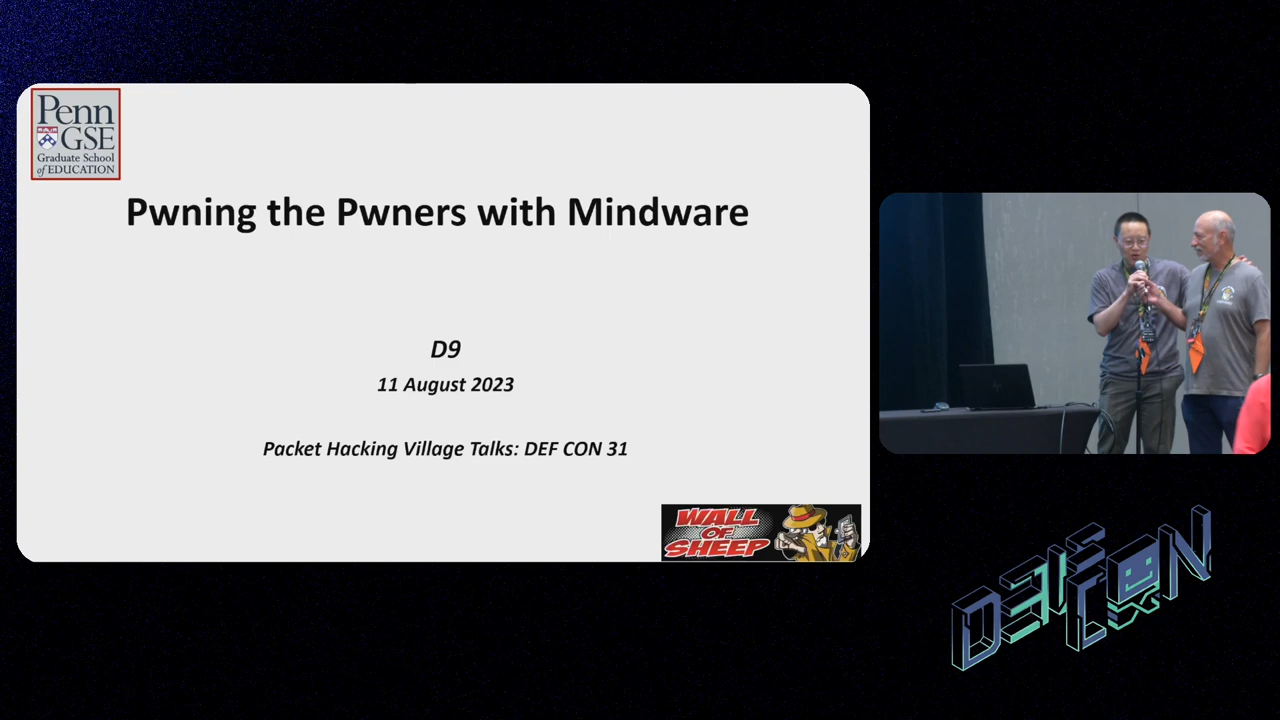 Penn
GSE
Graduate School
of EDUCATION
Pwning the Pwners with Mindware
D9
11 August 2023
Packet Hacking Village Talks: DEF CON 31
WALL
OF
SHEEP
DEF
CON